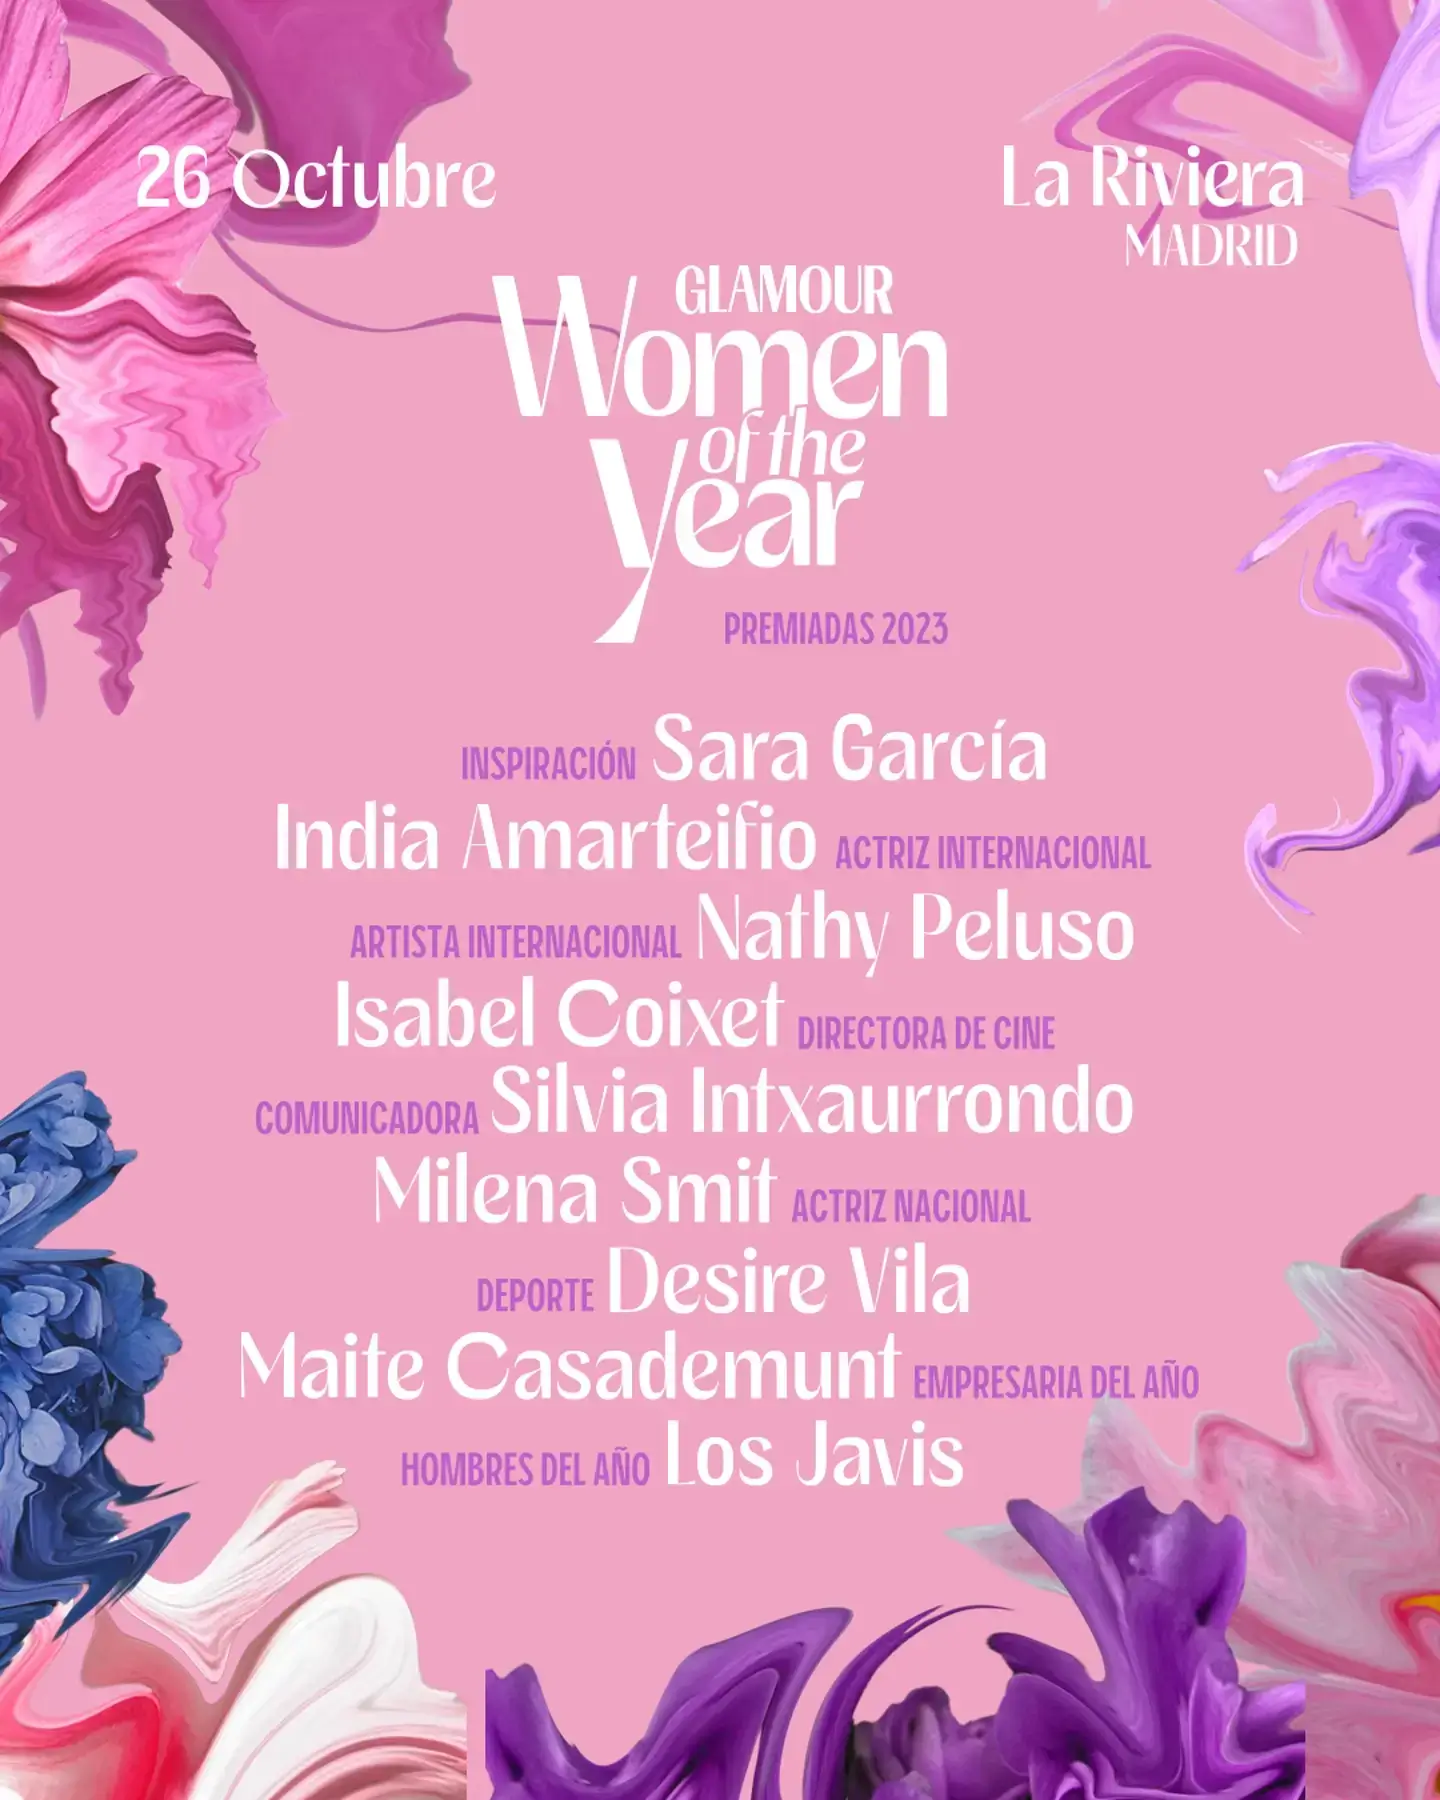 26 Octubre
La Riviera
MADRID
GLAMOUR
Women
of the
year
PREMIADAS 2023
INSPIRACIÓN Sara García
India Amarteifio ACTRIZ INTERNACIONAL
ARTISTA INTERNACIONAL Nathy Peluso
Isabel Coixet DIRECTORA DE CINE
COMUNICADORA Silvia Intxaurrondo
Milena Smit ACTRIZ NACIONAL
DEPORTE Desire Vila
Maite Casademunt EMPRESARIA DEL AÑO
HOMBRES DEL AÑO Los Javis